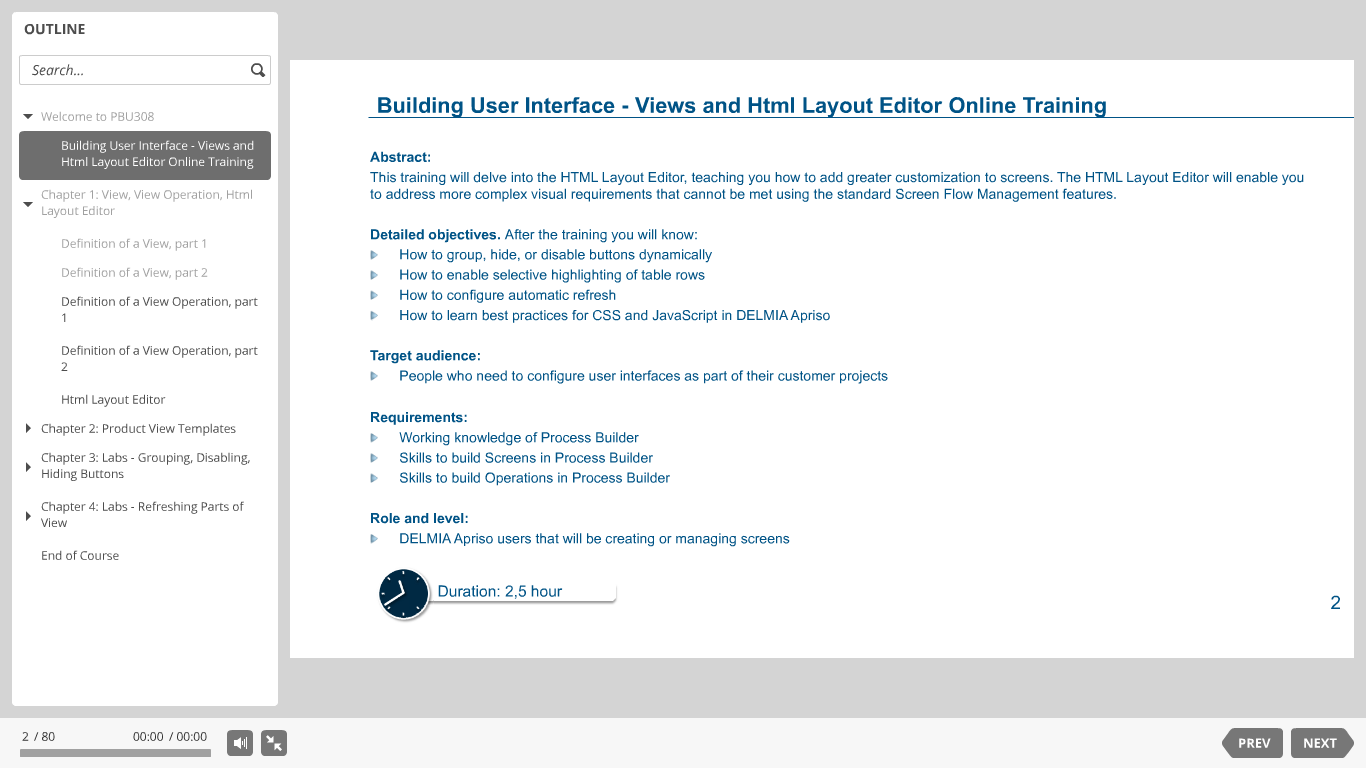 OUTLINE
Search...
Welcome to PBU308
Building User Interface - Views and
Html Layout Editor Online Training
Chapter 1: View, View Operation, Html
Layout Editor
Definition of a View, part 1
Definition of a View, part 2
Definition of a View Operation, part
1
Definition of a View Operation, part
2
Html Layout Editor
Chapter 2: Product View Templates
Chapter 3: Labs - Grouping, Disabling,
Hiding Buttons
Chapter 4: Labs - Refreshing Parts of
View
End of Course
Building User Interface - Views and Html Layout Editor Online Training
Abstract:
This training will delve into the HTML Layout Editor, teaching you how to add greater customization to screens. The HTML Layout Editor will enable you
to address more complex visual requirements that cannot be met using the standard Screen Flow Management features.
Detailed objectives. After the training you will know:
How to group, hide, or disable buttons dynamically
How to enable selective highlighting of table rows
How to configure automatic refresh
How to learn best practices for CSS and JavaScript in DELMIA Apriso
Target audience:
People who need to configure user interfaces as part of their customer projects
Requirements:
Working knowledge of Process Builder
Skills to build Screens in Process Builder
Skills to build Operations in Process Builder
Role and level:
DELMIA Apriso users that will be creating or managing screens
Duration: 2,5 hour
2
2 / 80
00:00 / 00:00
PREV
NEXT